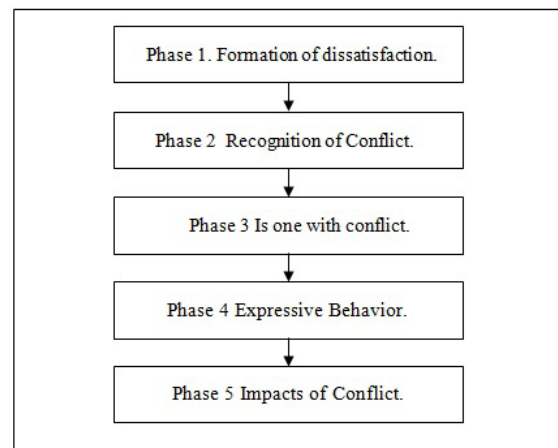 Phase 1. Formation of dissatisfaction.
Phase 2 Recognition of Conflict.
Phase 3 Is one with conflict.
Phase 4 Expressive Behavior.
Phase 5 Impacts of Conflict.